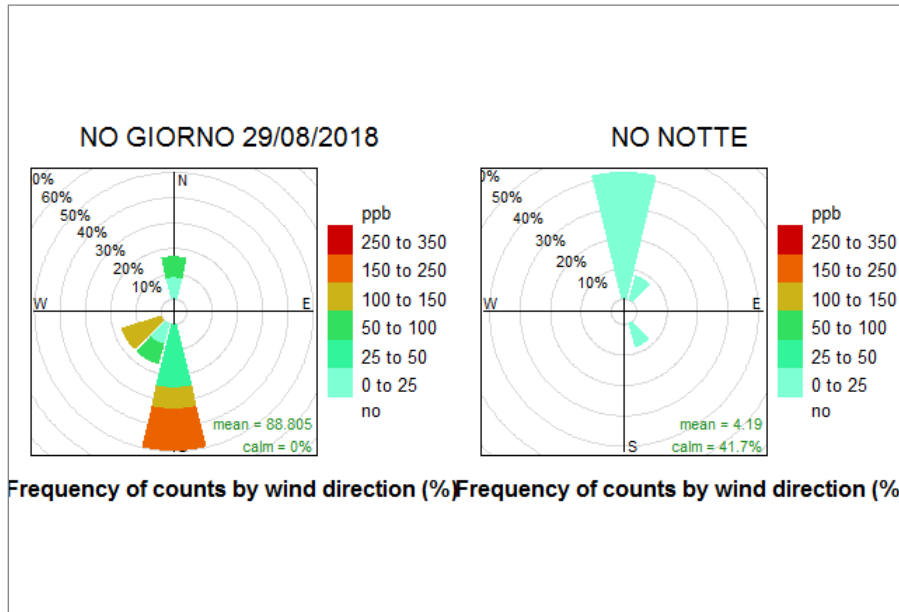 NO GIORNO 29/08/2018
0%
60%
50%
40%
30%
20%
10%
N
W
E
mean = 88.805
calm = 0%
ppb
250 to 350
150 to 250
100 to 150
50 to 100
25 to 50
0 to 25
no
Frequency of counts by wind direction (%)
NO NOTTE
0%
50%
40%
30%
20%
10%
W
E
S
mean = 4.19
calm = 41.7%
ppb
250 to 350
150 to 250
100 to 150
50 to 100
25 to 50
0 to 25
no
Frequency of counts by wind direction (%